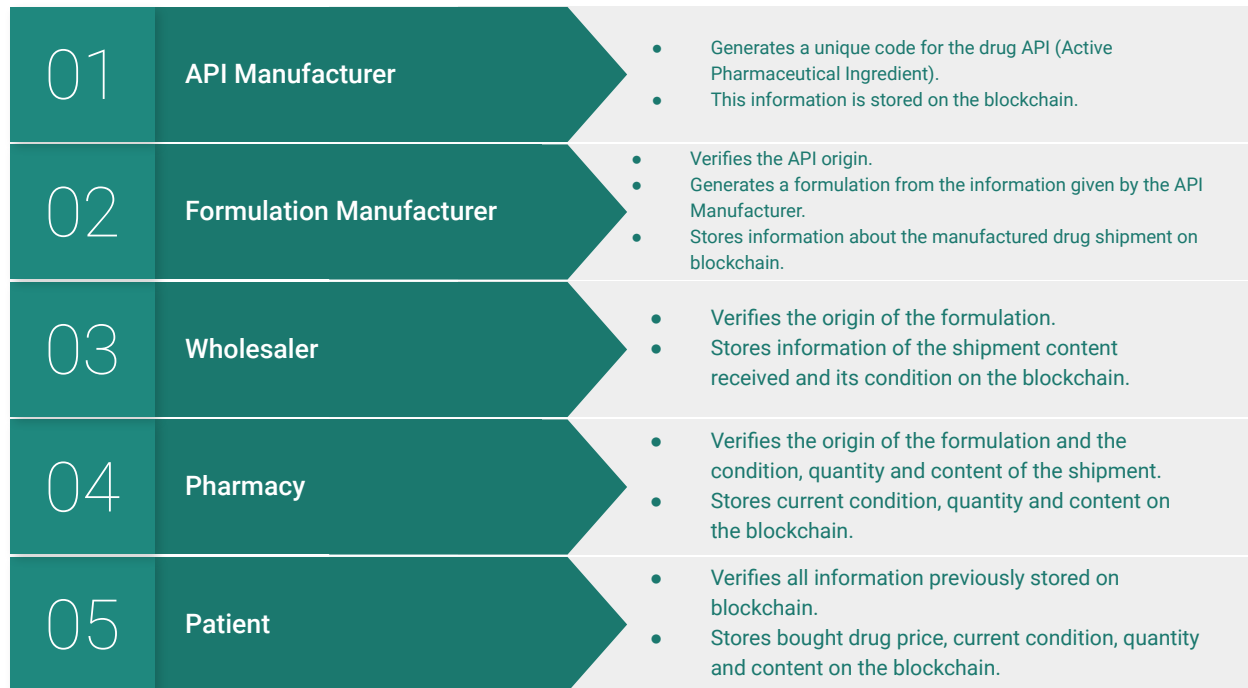 01
API Manufacturer
● Generates a unique code for the drug API (Active
Pharmaceutical Ingredient).
● This information is stored on the blockchain.
02
Formulation Manufacturer
● Verifies the API origin.
● Generates a formulation from the information given by the API
Manufacturer.
● Stores information about the manufactured drug shipment on
blockchain.
03
Wholesaler
● Verifies the origin of the formulation.
● Stores information of the shipment content
received and its condition on the blockchain.
04
Pharmacy
● Verifies the origin of the formulation and the
condition, quantity and content of the shipment.
● Stores current condition, quantity and content on
the blockchain.
05
Patient
● Verifies all information previously stored on
blockchain.
● Stores bought drug price, current condition, quantity
and content on the blockchain.